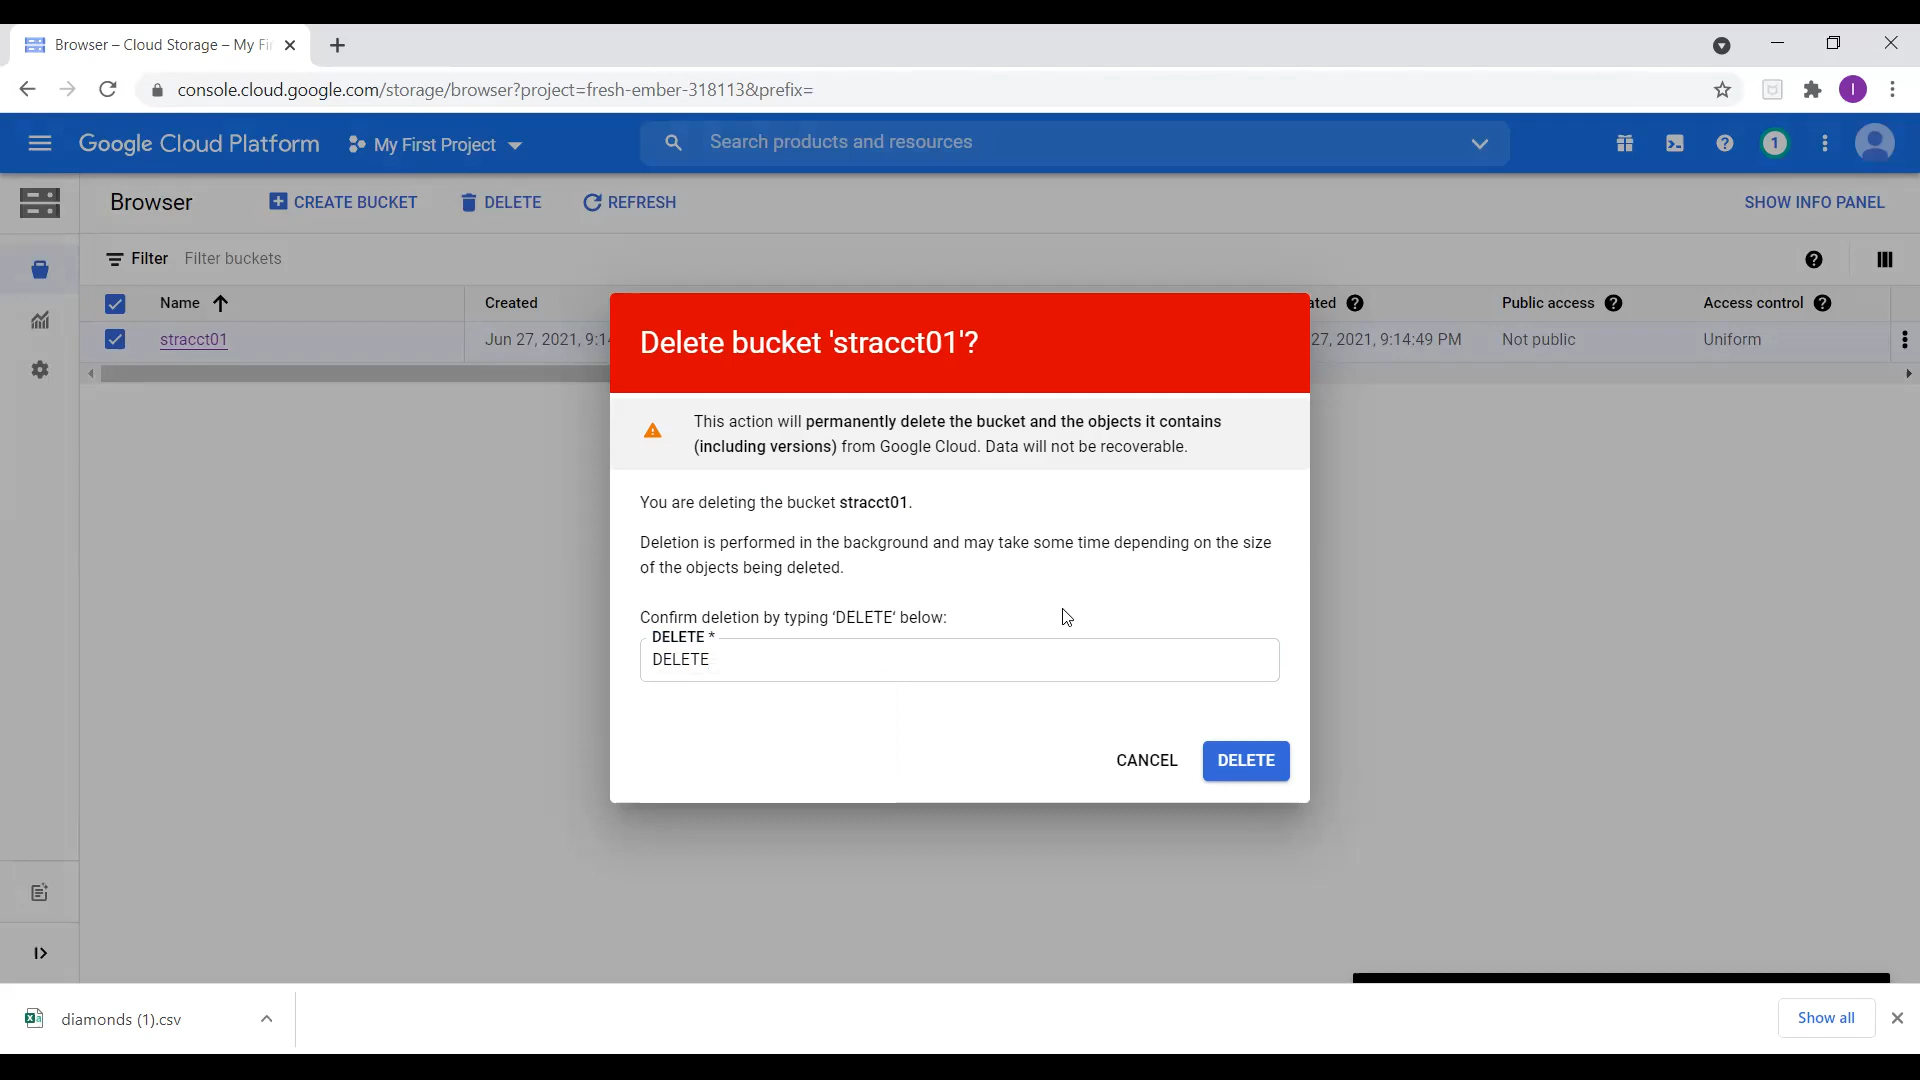 Browser – Cloud Storage – My Fir
console.cloud.google.com/storage/browser?project=fresh-ember-318113&prefix=
I
Google Cloud Platform
My First Project
Search products and resources
1
Browser
CREATE BUCKET
DELETE
REFRESH
SHOW INFO PANEL
Filter
Filter buckets
Name
Created
ated
Public access
Access control
stracct01
Jun 27, 2021, 9:14
27, 2021, 9:14:49 PM
Not public
Uniform
Delete bucket 'stracct01'?
This action will permanently delete the bucket and the objects it contains
(including versions) from Google Cloud. Data will not be recoverable.
You are deleting the bucket stracct01.
Deletion is performed in the background and may take some time depending on the size
of the objects being deleted.
Confirm deletion by typing ‘DELETE‘ below:
DELETE *
DELETE
CANCEL
DELETE
diamonds (1).csv
Show all